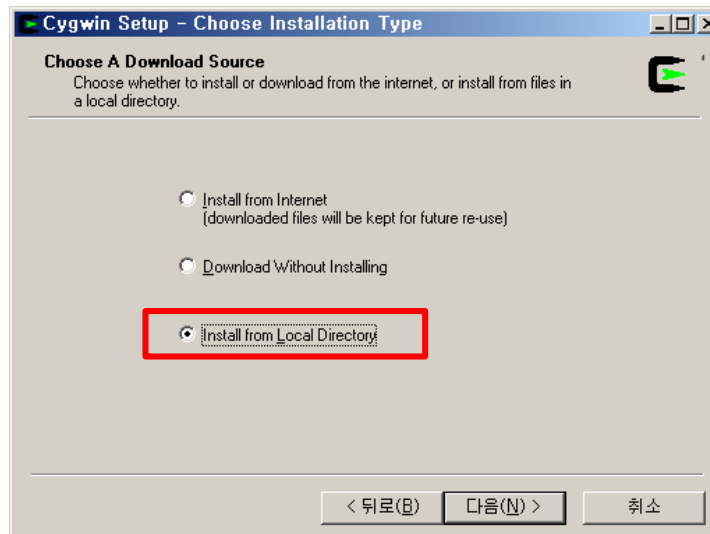 Cygwin Setup - Choose Installation Type
Choose A Download Source
Choose whether to install or download from the internet, or install from files in
a local directory.
Install from Internet
(downloaded files will be kept for future re-use)
Download Without Installing
Install from Local Directory
< 뒤로(B)
다음(N) >
취소